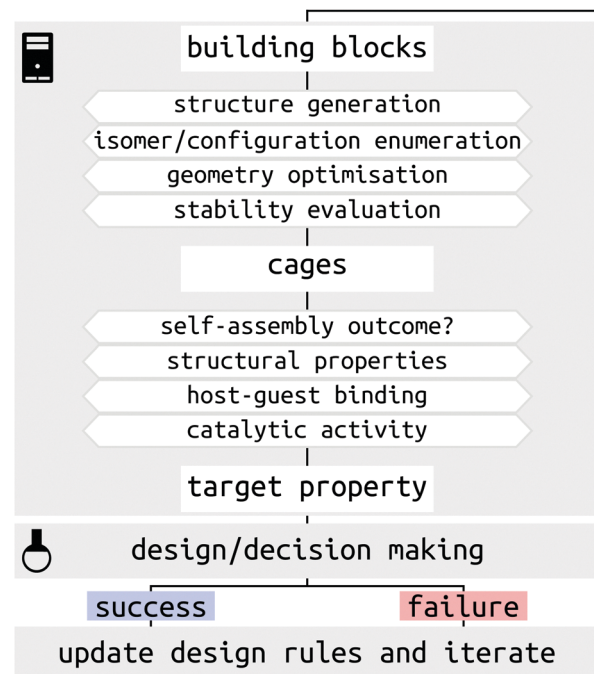 building blocks
structure generation
isomer/configuration enumeration
geometry optimisation
stability evaluation
cages
self-assembly outcome?
structural properties
host-guest binding
catalytic activity
target property
design/decision making
success failure
update design rules and iterate